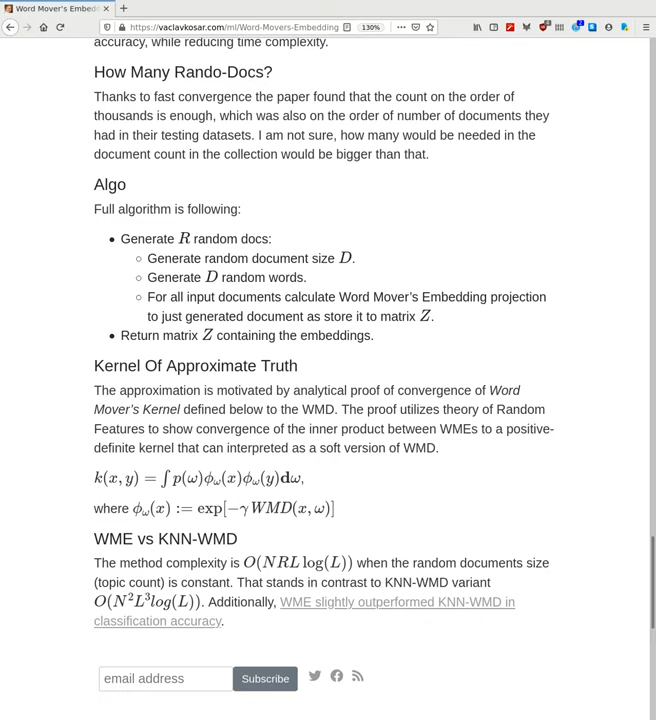 Word Mover's Embedd
https://vaclavkosar.com/ml/Word-Movers-Embedding
130%
accuracy, while reducing time complexity.
How Many Rando-Docs?
Thanks to fast convergence the paper found that the count on the order of
thousands is enough, which was also on the order of number of documents they
had in their testing datasets. I am not sure, how many would be needed in the
document count in the collection would be bigger than that.
Algo
Full algorithm is following:
• Generate R random docs:
○ Generate random document size D.
○ Generate D random words.
○ For all input documents calculate Word Mover's Embedding projection
to just generated document as store it to matrix Z.
• Return matrix Z containing the embeddings.
Kernel Of Approximate Truth
The approximation is motivated by analytical proof of convergence of Word
Mover's Kernel defined below to the WMD. The proof utilizes theory of Random
Features to show convergence of the inner product between WMEs to a positive-
definite kernel that can interpreted as a soft version of WMD.
k(x, y) = ∫ p(ω)ϕω(x)ϕω(y)dω,
where ϕω(x) := exp[−γ WMD(x, ω)]
WME vs KNN-WMD
The method complexity is O(NRL log(L)) when the random documents size
(topic count) is constant. That stands in contrast to KNN-WMD variant
O(N²L³log(L)). Additionally, WME slightly outperformed KNN-WMD in
classification accuracy.
email address
Subscribe